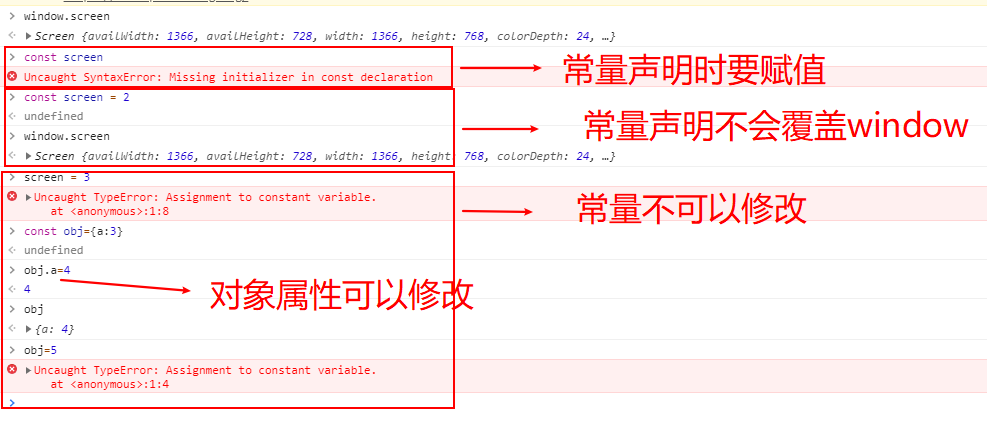 window.screen
Screen {availWidth: 1366, availHeight: 728, width: 1366, height: 768, colorDepth: 24, …}
const screen
Uncaught SyntaxError: Missing initializer in const declaration
常量声明时要赋值
const screen = 2
undefined
常量声明不会覆盖window
window.screen
Screen {availWidth: 1366, availHeight: 728, width: 1366, height: 768, colorDepth: 24, …}
screen = 3
Uncaught TypeError: Assignment to constant variable.
at <anonymous>:1:8
常量不可以修改
const obj={a:3}
undefined
obj.a=4
4
对象属性可以修改
obj
{a: 4}
obj=5
Uncaught TypeError: Assignment to constant variable.
at <anonymous>:1:4